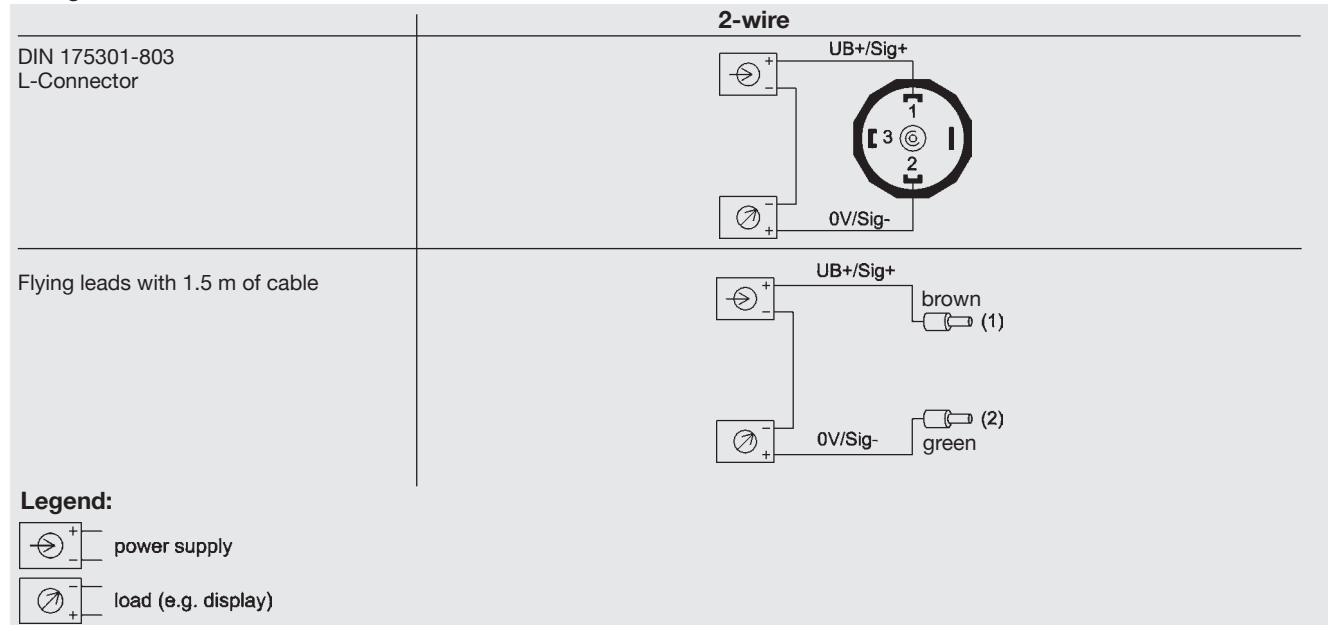 2-wire
DIN 175301-803
L-Connector
UB+/Sig+
+
-
1
3
2
-
+
0V/Sig-
Flying leads with 1.5 m of cable
UB+/Sig+
+
-
brown
(1)
-
+
0V/Sig-
(2)
green
Legend:
+
-
power supply
-
+
load (e.g. display)